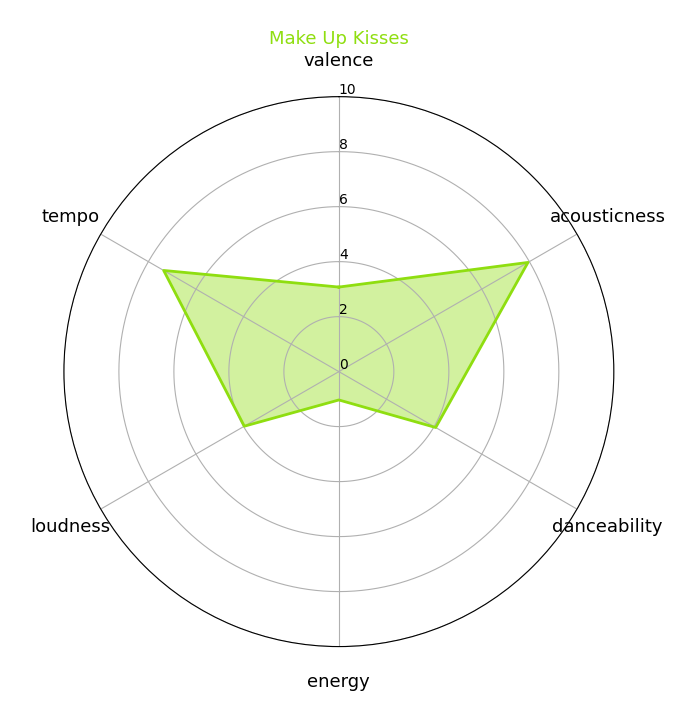 Make Up Kisses
valence
10
8
6
4
2
0
tempo
acousticness
loudness
danceability
energy